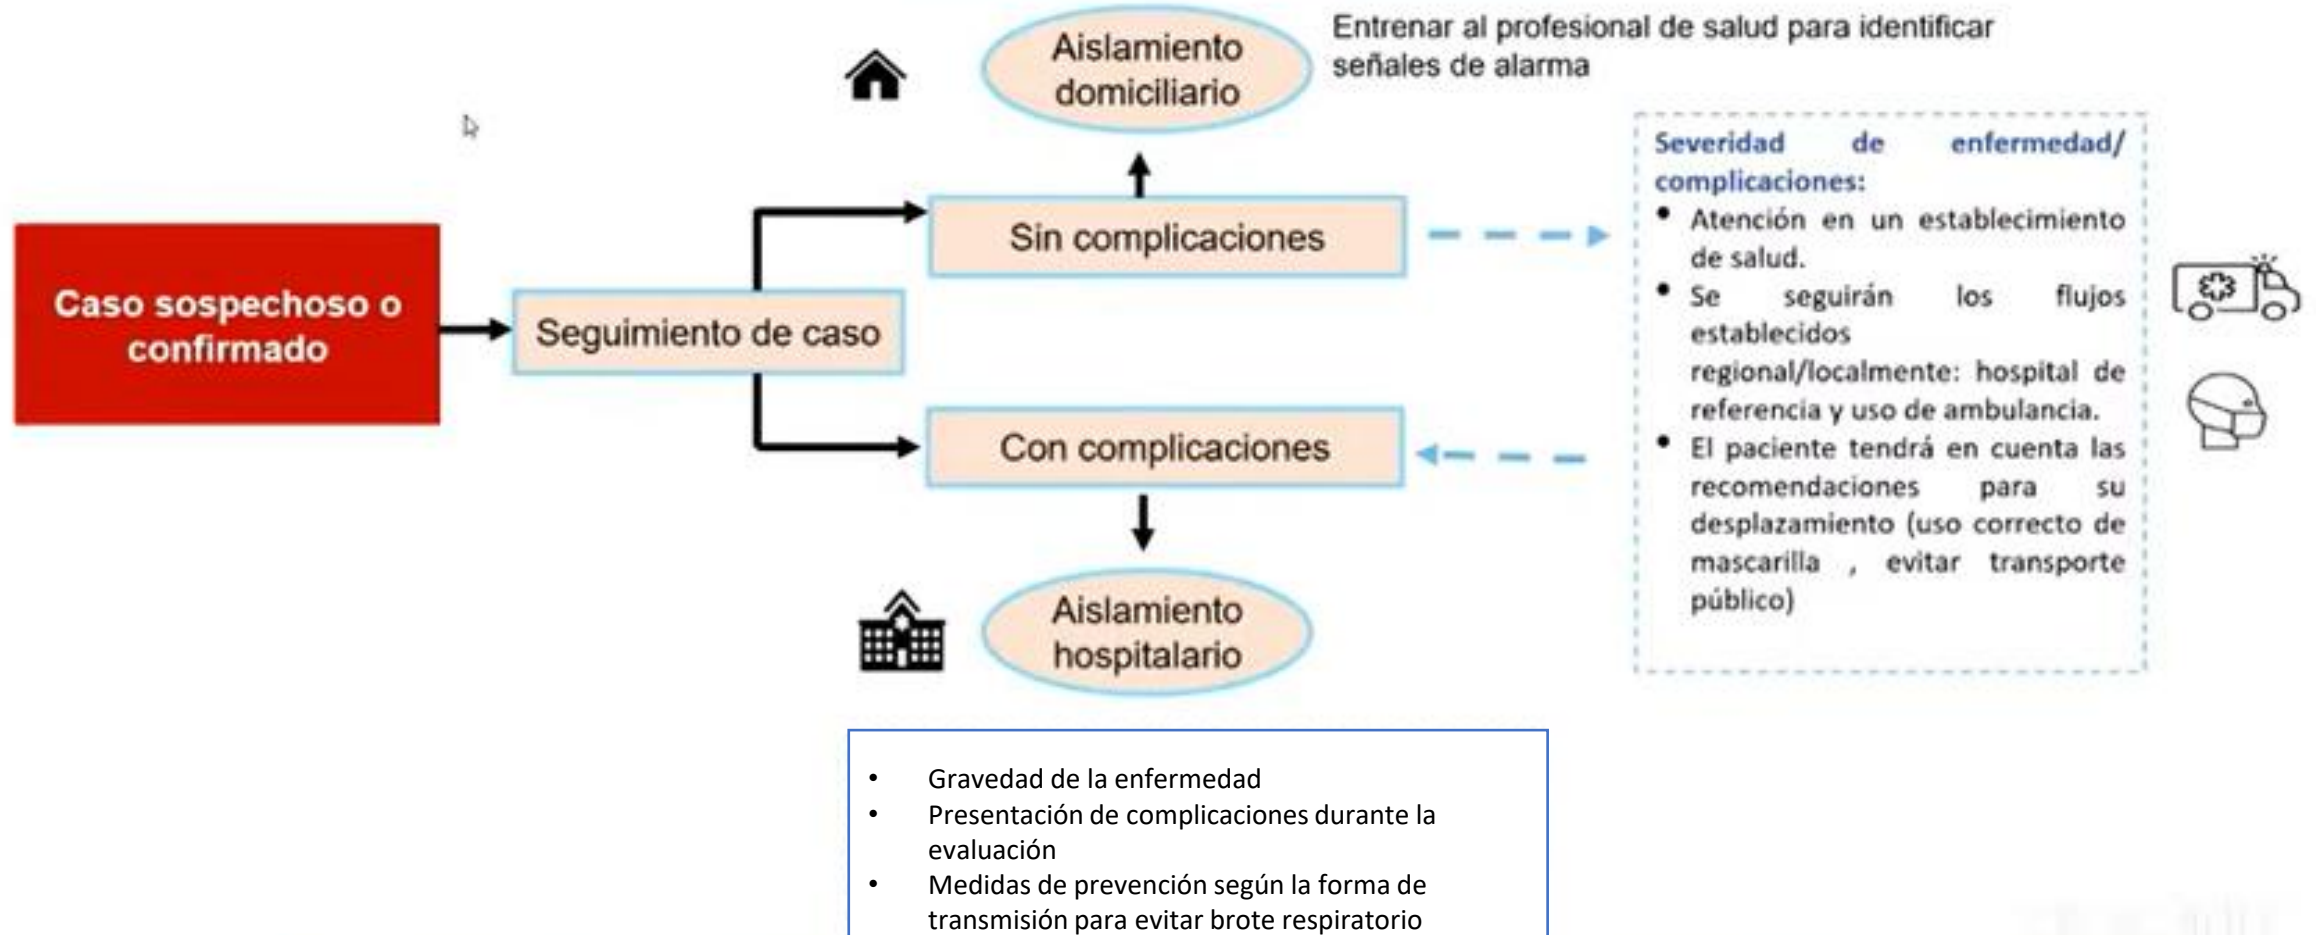 Aislamiento
domiciliario
Entrenar al profesional de salud para identificar
señales de alarma
Caso sospechoso o
confirmado
Seguimiento de caso
Sin complicaciones
Con complicaciones
Aislamiento
hospitalario
Severidad de enfermedad/
complicaciones:
• Atención en un establecimiento
de salud.
• Se seguirán los flujos
establecidos
regional/localmente: hospital de
referencia y uso de ambulancia.
• El paciente tendrá en cuenta las
recomendaciones para su
desplazamiento (uso correcto de
mascarilla , evitar transporte
público)
• Gravedad de la enfermedad
• Presentación de complicaciones durante la
evaluación
• Medidas de prevención según la forma de
transmisión para evitar brote respiratorio